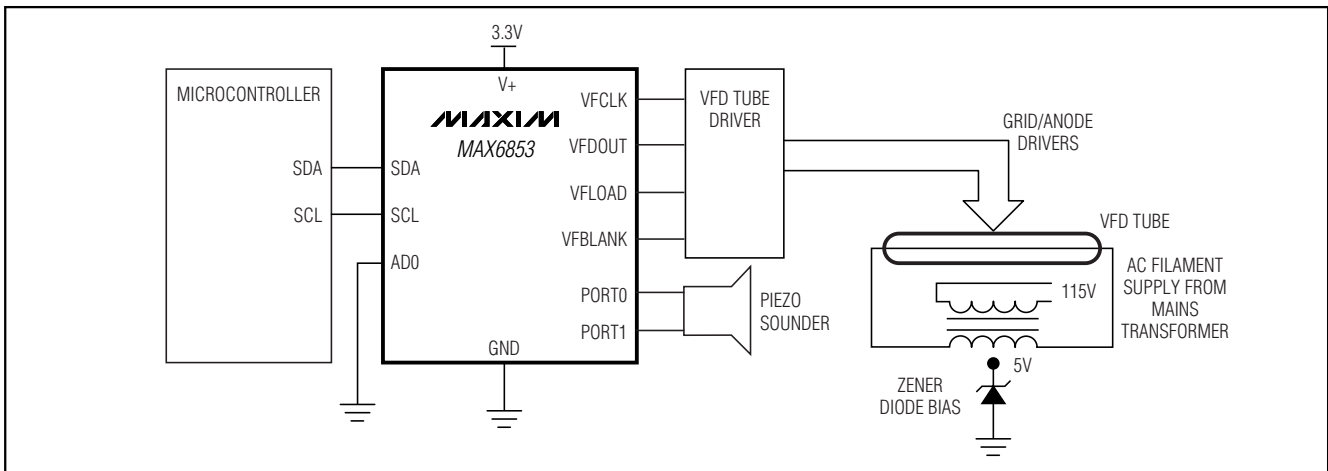 3.3V
MICROCONTROLLER
SDA
SCL
V+
MAXIM
MAX6853
SDA
SCL
AD0
GND
VFCLK
VFDOUT
VFLOAD
VFBLANK
PORT0
PORT1
VFD TUBE
DRIVER
PIEZO
SOUNDER
GRID/ANODE
DRIVERS
VFD TUBE
115V
AC FILAMENT
SUPPLY FROM
MAINS
TRANSFORMER
5V
ZENER
DIODE BIAS